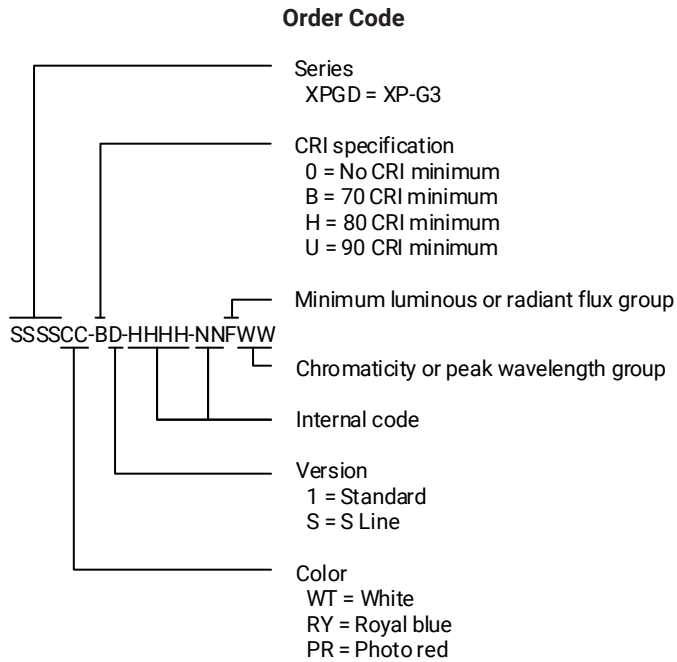 Order Code
Series
XPGD = XP-G3
CRI specification
0 = No CRI minimum
B = 70 CRI minimum
H = 80 CRI minimum
U = 90 CRI minimum
Minimum luminous or radiant flux group
SSSSCC-BD-HHHH-NNFWW
Chromaticity or peak wavelength group
Internal code
Version
1 = Standard
S = S Line
Color
WT = White
RY = Royal blue
PR = Photo red